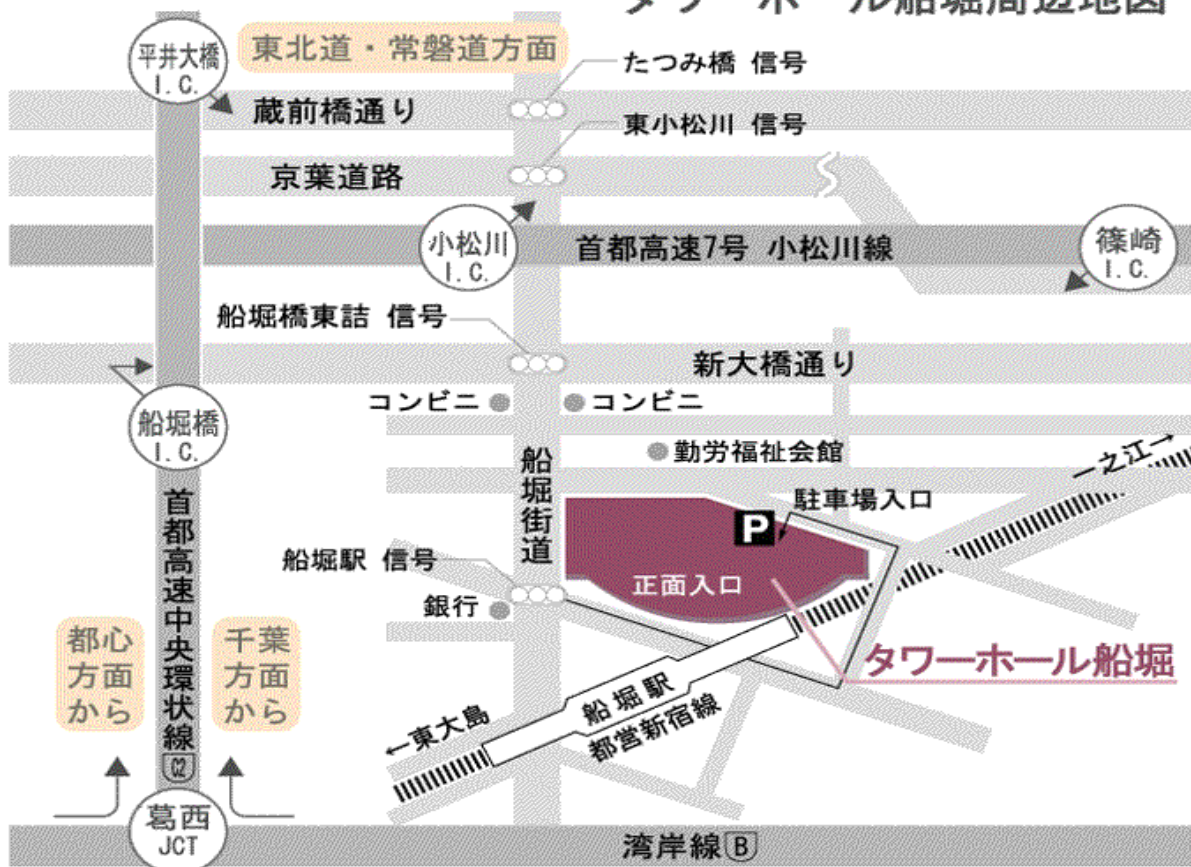 タワーホール船堀周辺地図
平井大橋
I.C.
東北道・常磐道方面
たつみ橋 信号
蔵前橋通り
東小松川 信号
京葉道路
小松川
I.C.
首都高速7号 小松川線
篠崎
I.C.
船堀橋東詰 信号
新大橋通り
コンビニ
コンビニ
船堀橋
I.C.
勤労福祉会館
一之江→
船堀街道
駐車場入口
P
首都高速中央環状線
C2
船堀駅 信号
正面入口
銀行
都心
方面
から
千葉
方面
から
タワーホール船堀
船堀駅
都営新宿線
←東大島
葛西
JCT
湾岸線
B